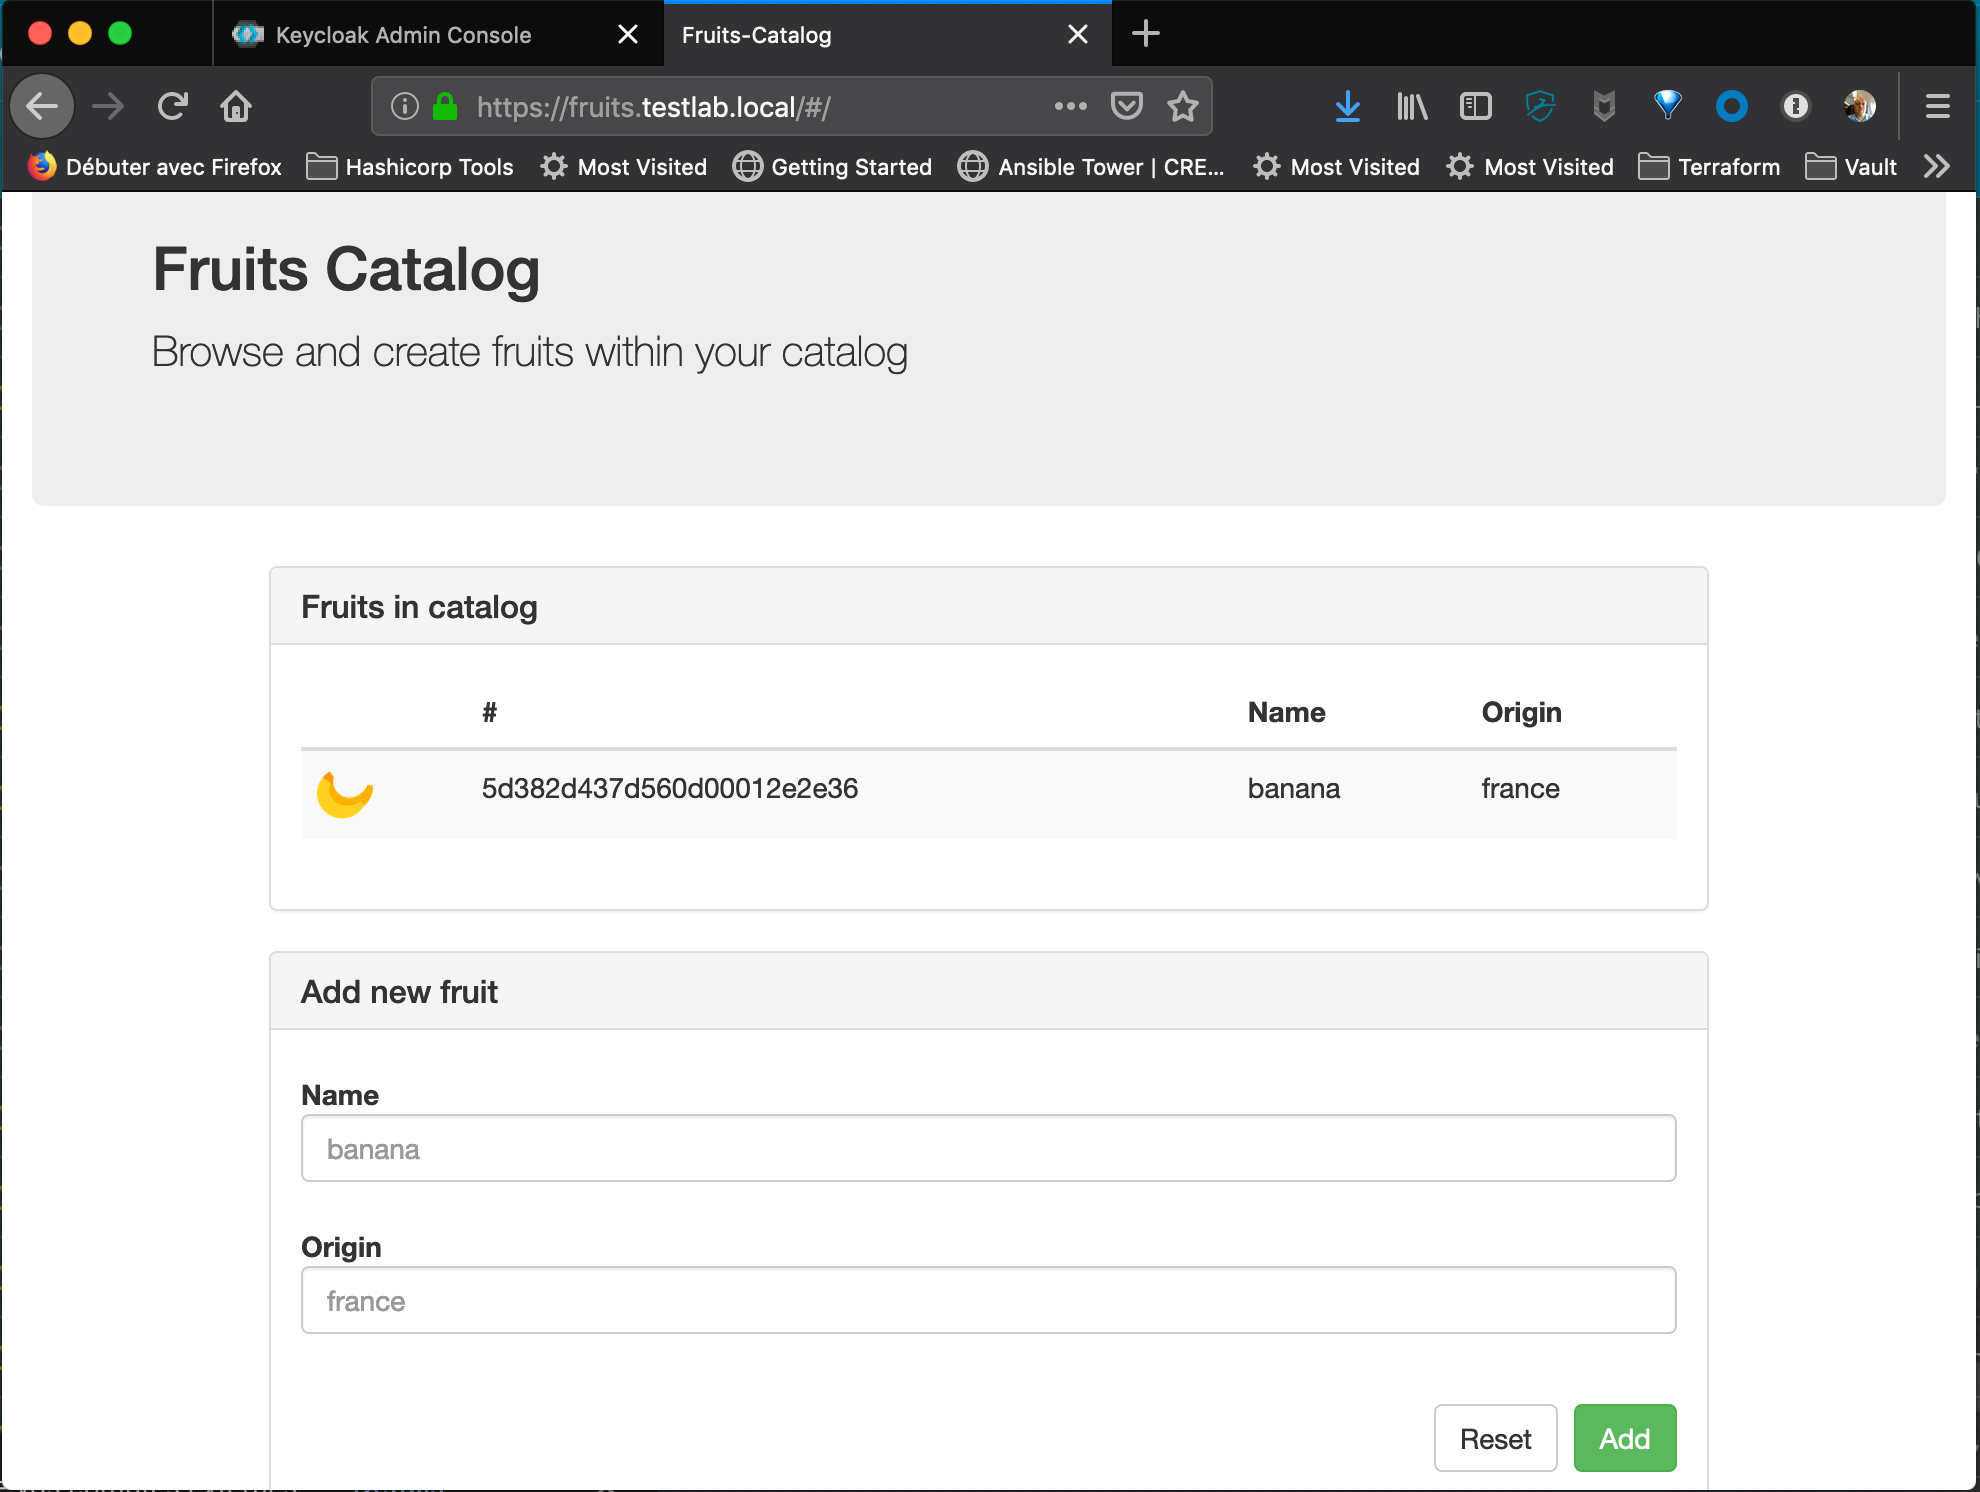 Keycloak Admin Console
Fruits-Catalog
https://fruits.testlab.local/#/
Débuter avec Firefox
Hashicorp Tools
Most Visited
Getting Started
Ansible Tower | CRE...
Most Visited
Most Visited
Terraform
Vault
Fruits Catalog
Browse and create fruits within your catalog
Fruits in catalog
# Name Origin
5d382d437d560d00012e2e36 banana france
Add new fruit
Name
banana
Origin
france
Reset Add